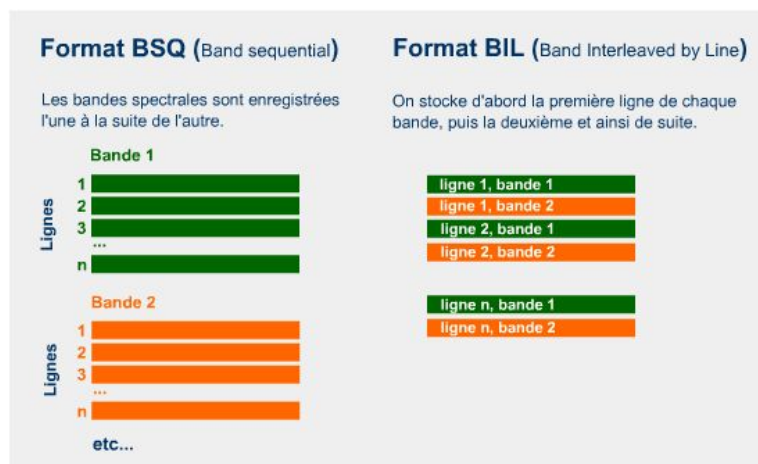 Format BSQ (Band sequential)
Les bandes spectrales sont enregistrées
l'une à la suite de l'autre.
Bande 1
Lignes
1
2
3
...
n
Bande 2
Lignes
1
2
3
...
n
etc...
Format BIL (Band Interleaved by Line)
On stocke d'abord la première ligne de chaque
bande, puis la deuxième et ainsi de suite.
ligne 1, bande 1
ligne 1, bande 2
ligne 2, bande 1
ligne 2, bande 2
ligne n, bande 1
ligne n, bande 2